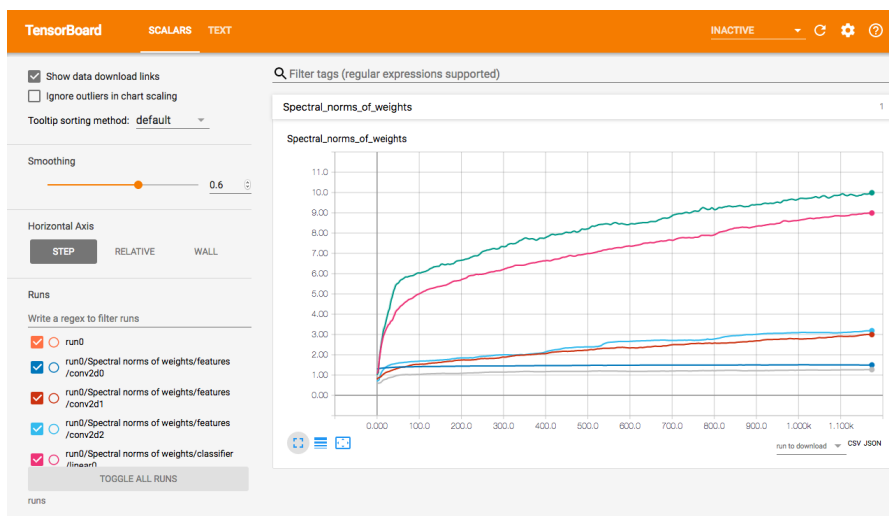 TensorBoard
SCALARS
TEXT
INACTIVE
Show data download links
Ignore outliers in chart scaling
Tooltip sorting method: default
Smoothing
0.6
Horizontal Axis
STEP
RELATIVE
WALL
Runs
Write a regex to filter runs
run0
run0/Spectral norms of weights/features
/conv2d0
run0/Spectral norms of weights/features
/conv2d1
run0/Spectral norms of weights/features
/conv2d2
run0/Spectral norms of weights/classifier
/linear0
TOGGLE ALL RUNS
runs
Filter tags (regular expressions supported)
Spectral_norms_of_weights
1
Spectral_norms_of_weights
11.0
10.0
9.00
8.00
7.00
6.00
5.00
4.00
3.00
2.00
1.00
0.00
0.000 100.0 200.0 300.0 400.0 500.0 600.0 700.0 800.0 900.0 1.000k 1.100k
run to download
CSV JSON